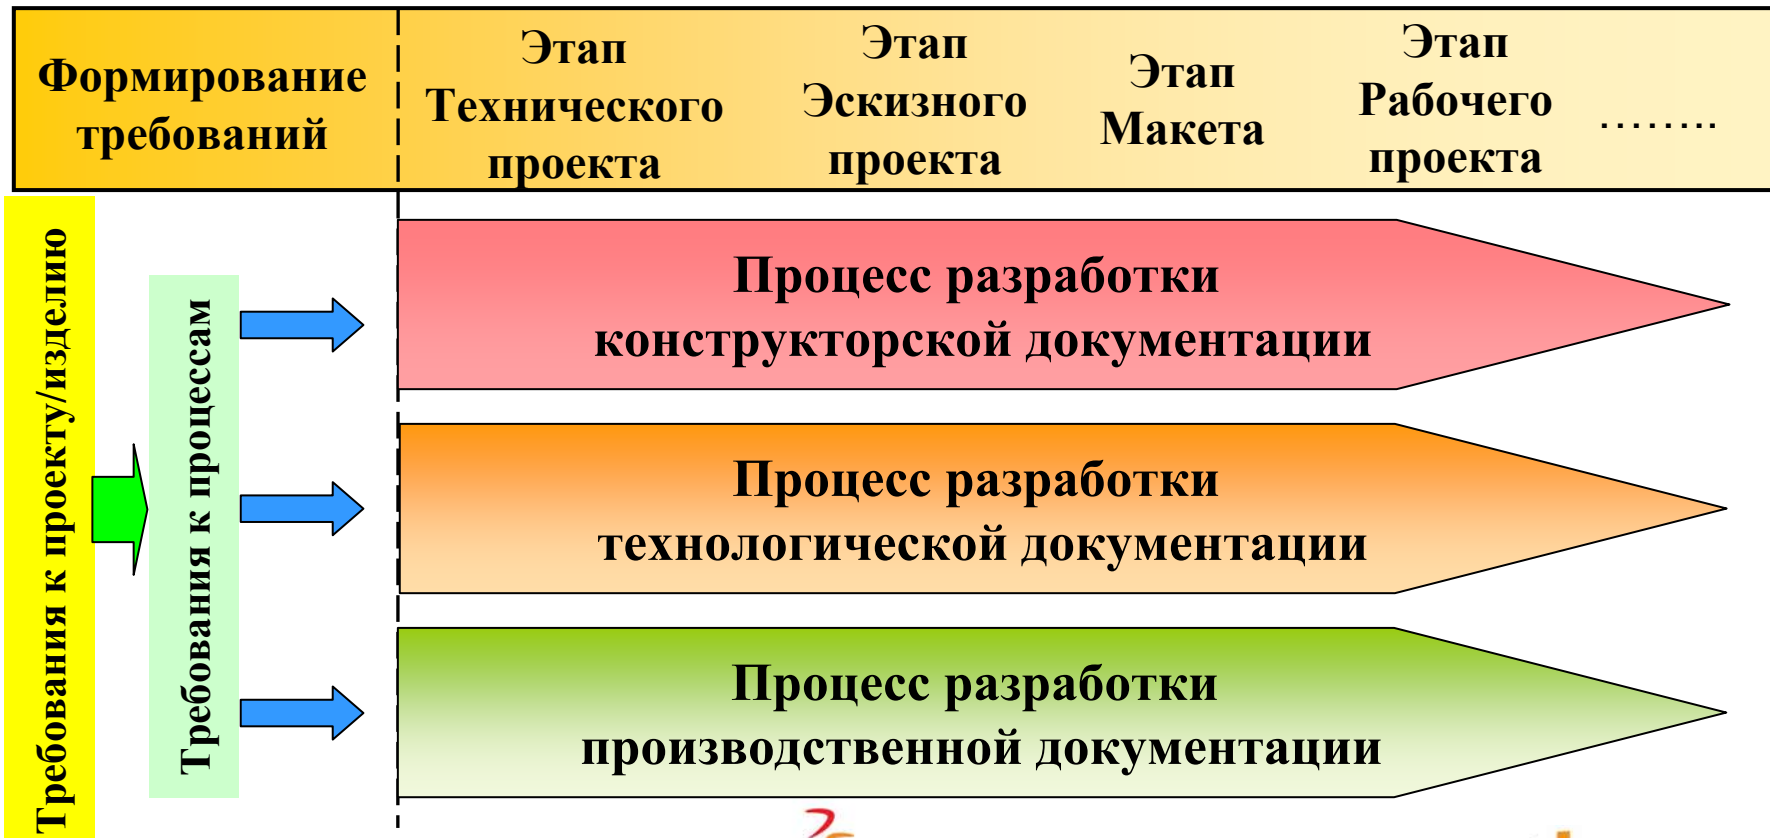 Формирование
требований
Этап
Технического
проекта
Этап
Эскизного
проекта
Этап
Макета
Этап
Рабочего
проекта
........
Требования к проекту/изделию
Требования к процессам
Процесс разработки
конструкторской документации
Процесс разработки
технологической документации
Процесс разработки
производственной документации